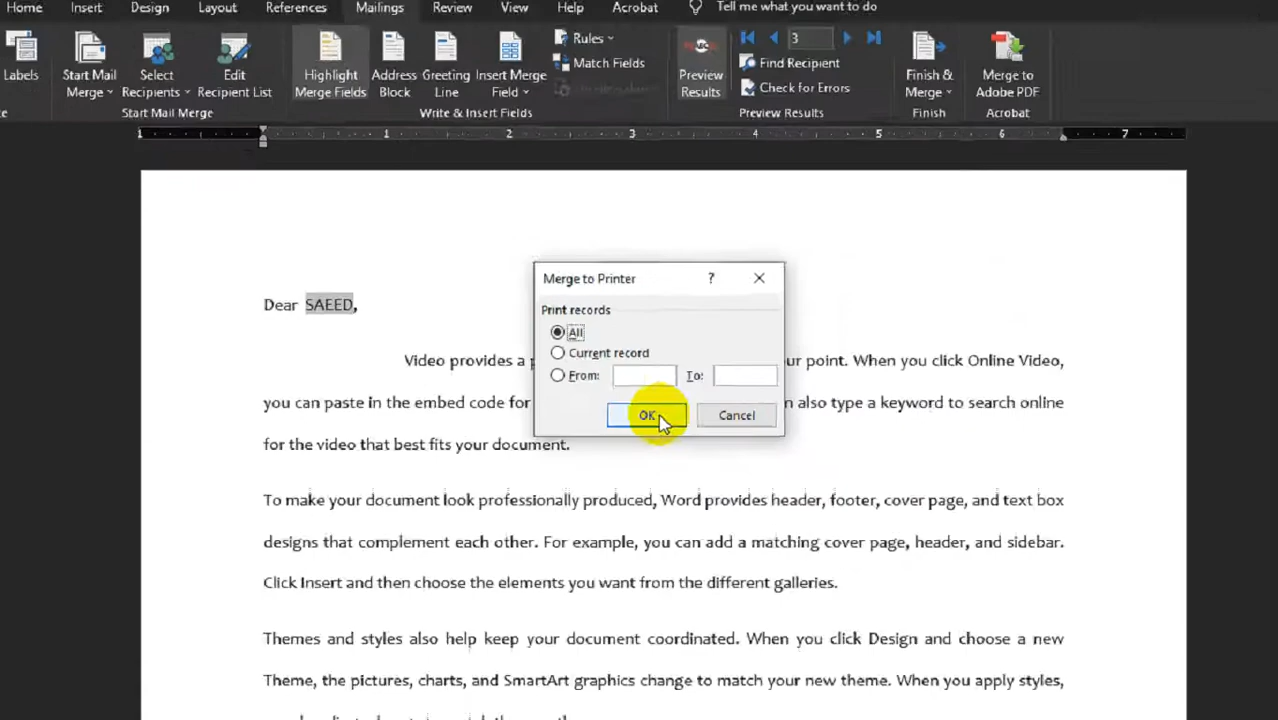 Home Insert Design Layout References Mailings Review View Help Acrobat Tell me what you want to do
Labels
Start Mail Merge
Select Recipients
Edit Recipient List
Start Mail Merge
Highlight Merge Fields
Address Block
Greeting Line
Insert Merge Field
Rules
Match Fields
Write & Insert Fields
Preview Results
3
Find Recipient
Check for Errors
Preview Results
Finish & Merge
Finish
Merge to Adobe PDF
Acrobat
1 1 2 3 4 5 6 7
Merge to Printer ?
Print records
All
Current record
From: To:
OK Cancel
Dear SAEED,
Video provides a p our point. When you click Online Video,
you can paste in the embed code for n also type a keyword to search online
for the video that best fits your document.
To make your document look professionally produced, Word provides header, footer, cover page, and text box
designs that complement each other. For example, you can add a matching cover page, header, and sidebar.
Click Insert and then choose the elements you want from the different galleries.
Themes and styles also help keep your document coordinated. When you click Design and choose a new
Theme, the pictures, charts, and SmartArt graphics change to match your new theme. When you apply styles,